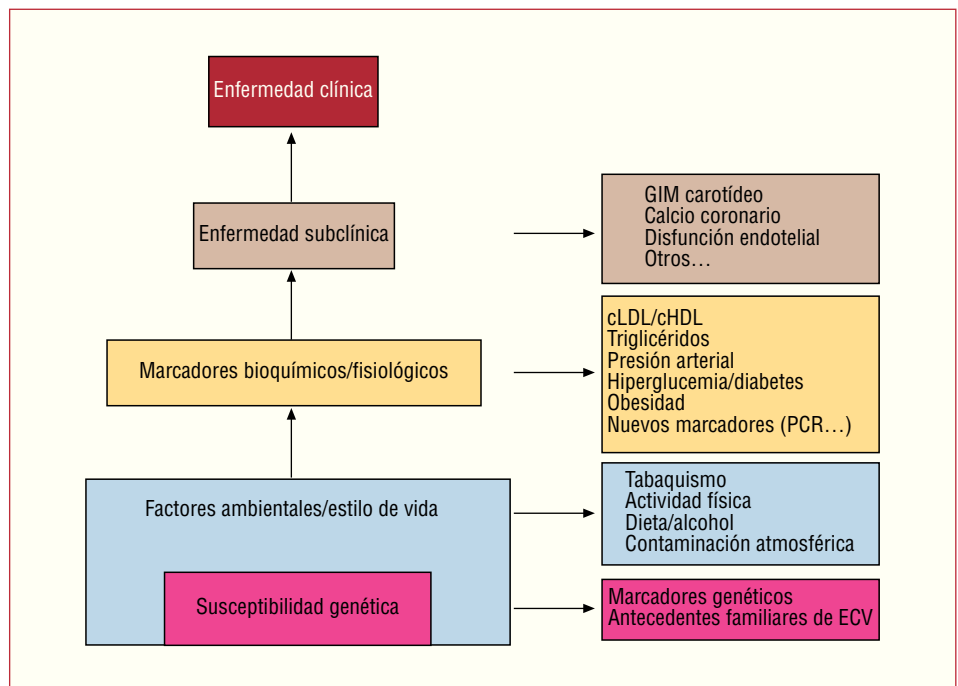 Enfermedad clínica
Enfermedad subclínica
GIM carotídeo
Calcio coronario
Disfunción endotelial
Otros…
Marcadores bioquímicos/fisiológicos
cLDL/cHDL
Triglicéridos
Presión arterial
Hiperglucemia/diabetes
Obesidad
Nuevos marcadores (PCR…)
Factores ambientales/estilo de vida
Tabaquismo
Actividad física
Dieta/alcohol
Contaminación atmosférica
Susceptibilidad genética
Marcadores genéticos
Antecedentes familiares de ECV